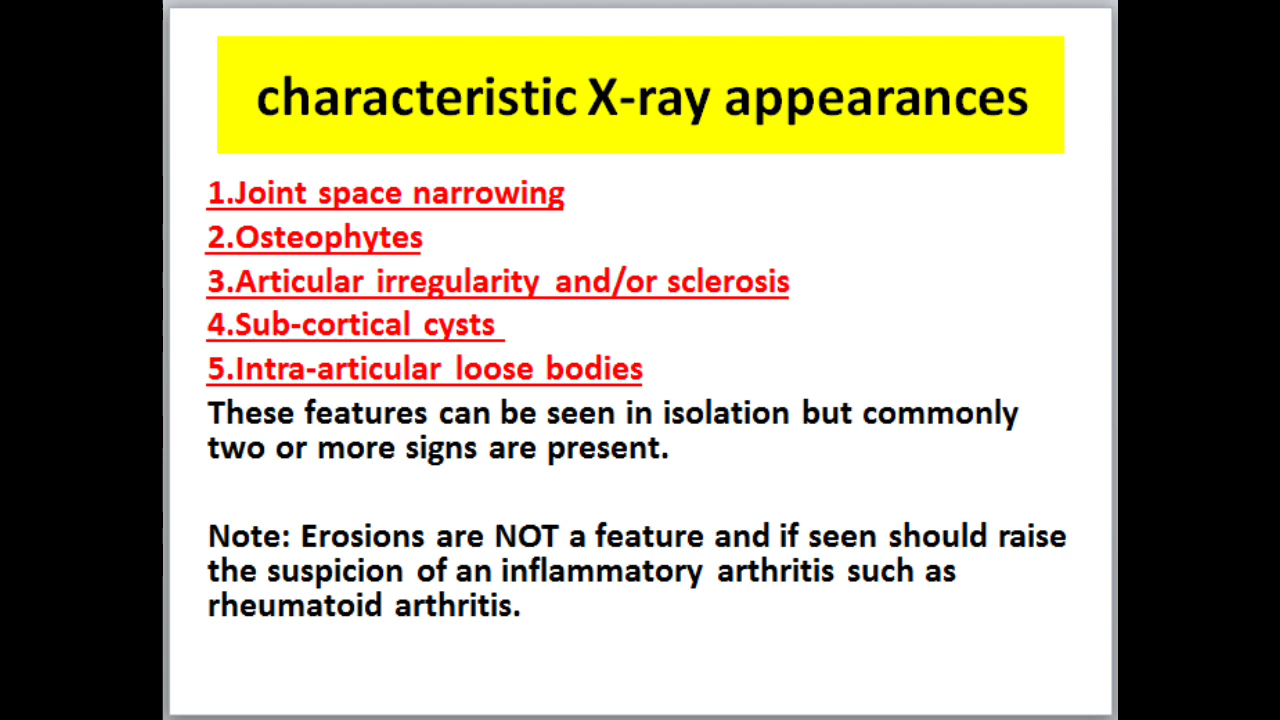 characteristic X-ray appearances
1.Joint space narrowing
2.Osteophytes
3.Articular irregularity and/or sclerosis
4.Sub-cortical cysts
5.Intra-articular loose bodies
These features can be seen in isolation but commonly
two or more signs are present.
Note: Erosions are NOT a feature and if seen should raise
the suspicion of an inflammatory arthritis such as
rheumatoid arthritis.